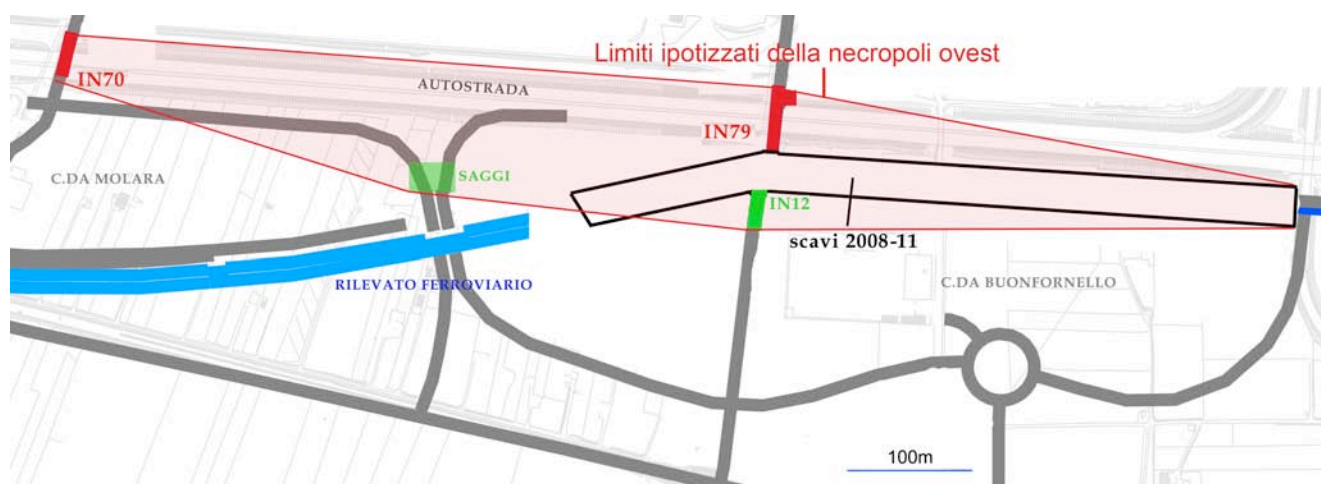 Limiti ipotizzati della necropoli ovest
IN70
AUTOSTRADA
IN79
C.DA MOLARA
SAGGI
IN12
scavi 2008-11
RILEVATO FERROVIARIO
C.DA BUONFORNELLO
100m